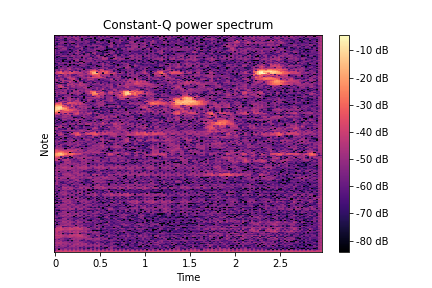 Constant-Q power spectrum
Note
-10 dB
-20 dB
-30 dB
-40 dB
-50 dB
-60 dB
-70 dB
-80 dB
0 0.5 1 1.5 2 2.5
Time